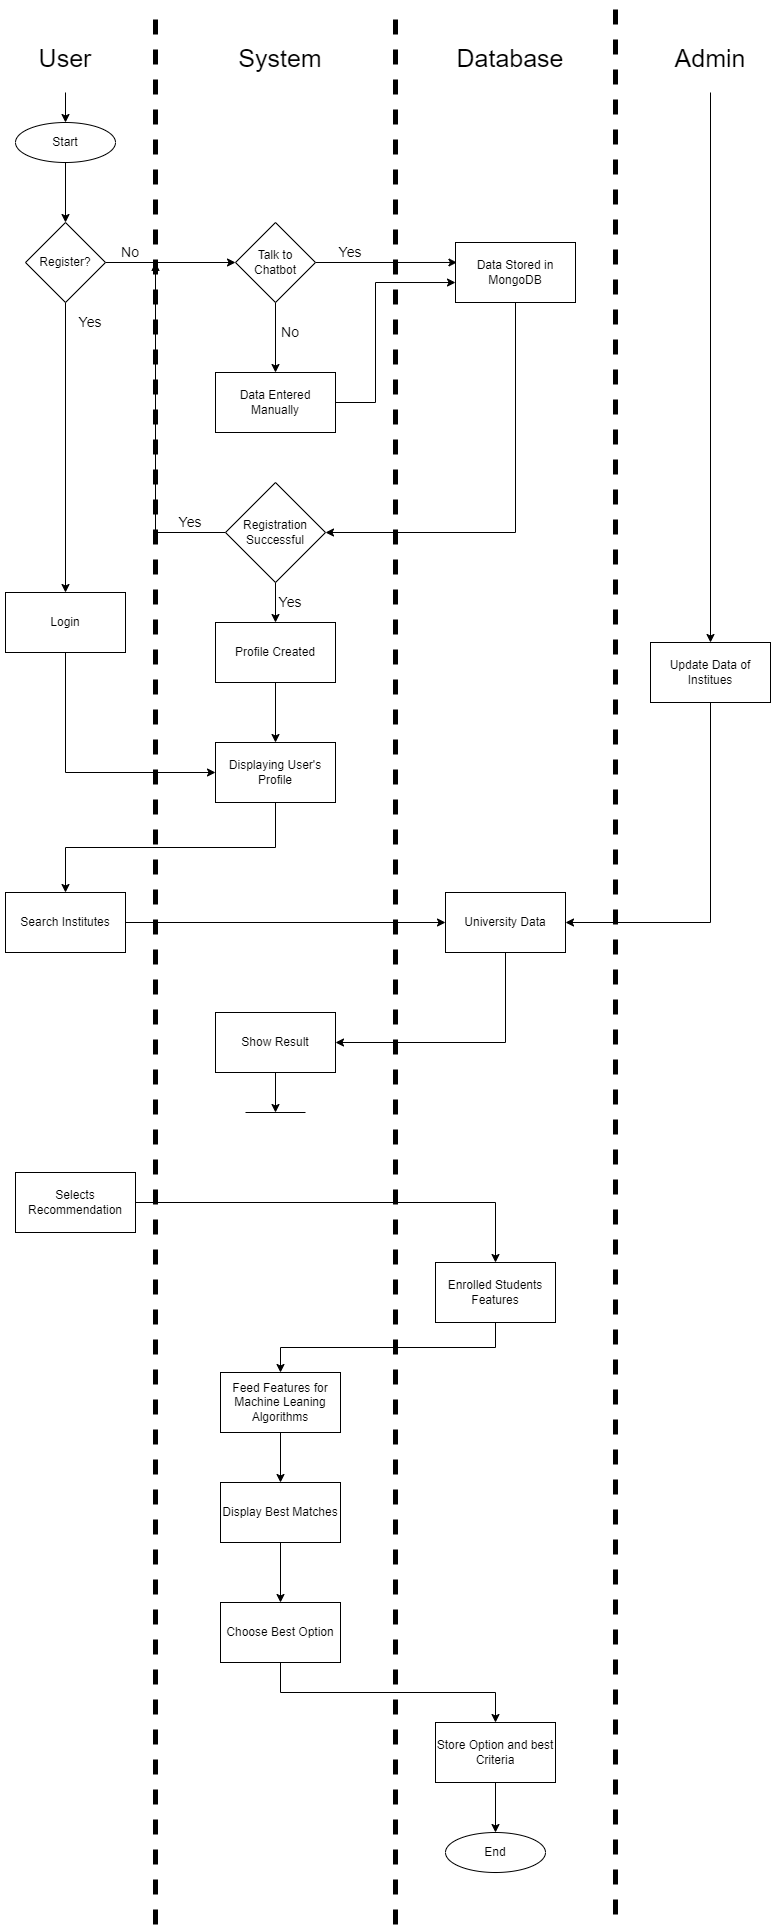 User
System
Database
Admin
Start
Register?
No
Talk to
Chatbot
Yes
Data Stored in
MongoDB
Yes
No
Data Entered
Manually
Yes
Registration
Successful
Yes
Login
Profile Created
Update Data of
Institues
Displaying User's
Profile
Search Institutes
University Data
Show Result
Selects
Recommendation
Enrolled Students
Features
Feed Features for
Machine Leaning
Algorithms
Display Best Matches
Choose Best Option
Store Option and best
Criteria
End